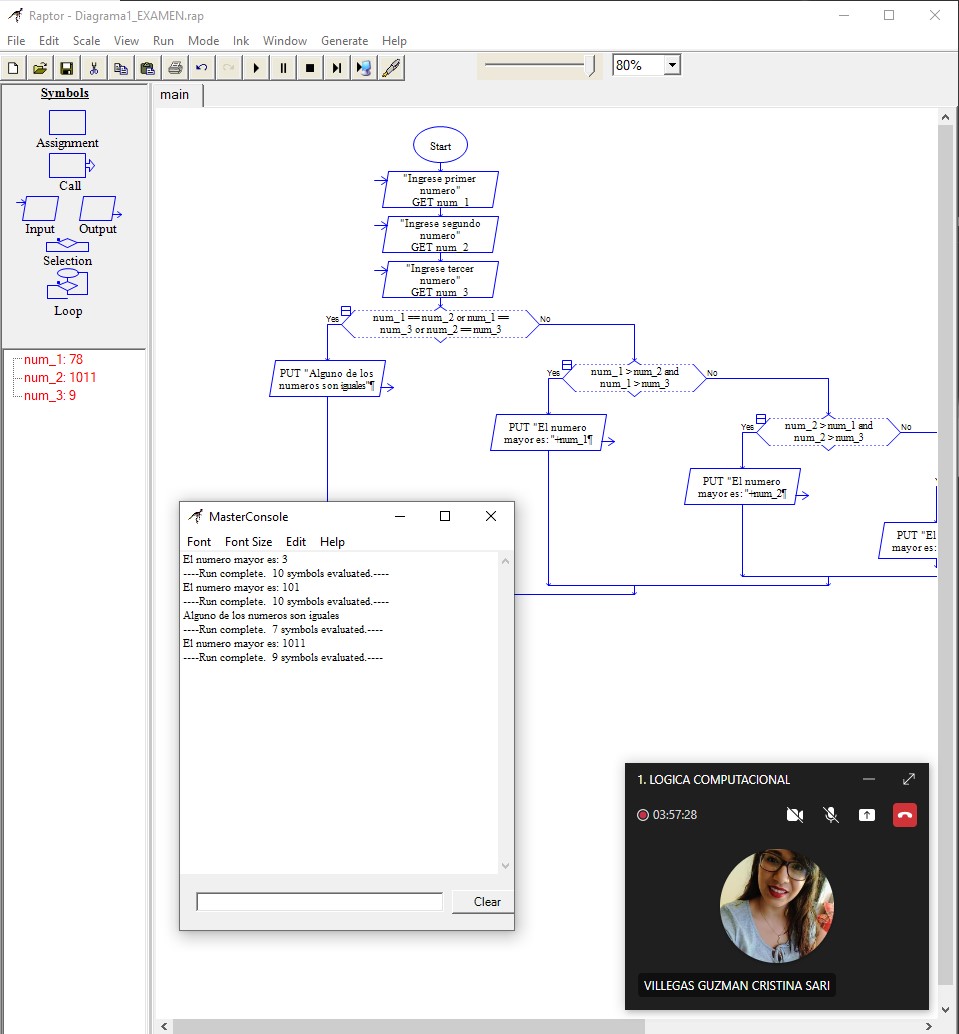 Raptor - Diagrama1_EXAMEN.rap
File Edit Scale View Run Mode Ink Window Generate Help
80%
Symbols
Assignment
Call
Input Output
Selection
Loop
num_1: 78
num_2: 1011
num_3: 9
main
Start
"Ingrese primer
numero"
GET num_1
"Ingrese segundo
numero"
GET num_2
"Ingrese tercer
numero"
GET num_3
Yes
num_1 == num_2 or num_1 ==
num_3 or num_2 == num_3
No
PUT "Alguno de los
numeros son iguales"¶
Yes
num_1 > num_2 and
num_1 > num_3
No
PUT "El numero
mayor es: "+num_1¶
Yes
num_2 > num_1 and
num_2 > num_3
No
PUT "El numero
mayor es: "+num_2¶
PUT "El
mayor es:
MasterConsole
Font Font Size Edit Help
El numero mayor es: 3
----Run complete. 10 symbols evaluated.----
El numero mayor es: 101
----Run complete. 10 symbols evaluated.----
Alguno de los numeros son iguales
----Run complete. 7 symbols evaluated.----
El numero mayor es: 1011
----Run complete. 9 symbols evaluated.----
Clear
1. LOGICA COMPUTACIONAL
03:57:28
VILLEGAS GUZMAN CRISTINA SARI